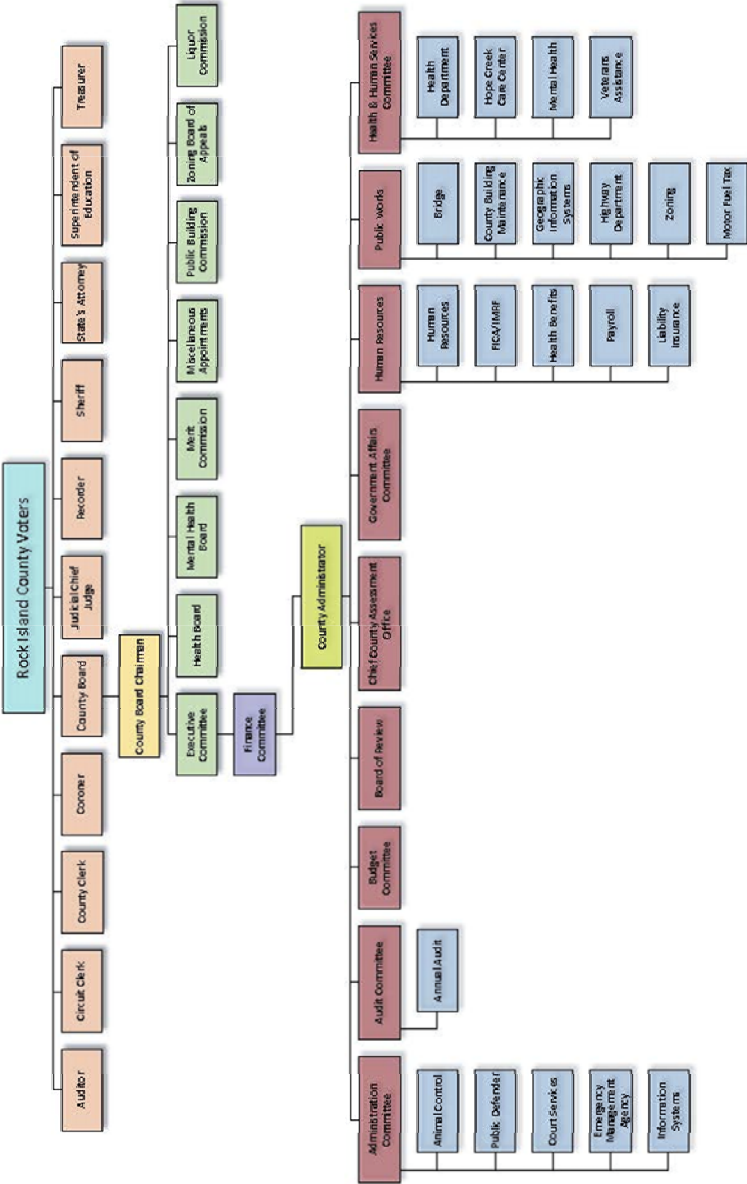 Rock Island County Voters
Auditor
Circuit Clerk
County Clerk
Coroner
County Board
Judicial Chief
Judge
Recorder
Sheriff
State's Attorney
Superintendent of
Education
Treasurer
County Board Chairman
Executive
Committee
Health Board
Mental Health
Board
Merit
Commission
Miscellaneous
Appointments
Public Building
Commission
Zoning Board of
Appeals
Liquor
Commission
Finance
Committee
County Administrator
Administration
Committee
Audit Committee
Budget
Committee
Board of Review
Chief County Assessment
Office
Government Affairs
Committee
Human Resources
Public Works
Health & Human Services
Committee
Animal Control
Public Defender
Court Services
Emergency
Management
Agency
Information
Systems
Annual Audit
Human
Resources
FICA/IMRF
Health Benefits
Payroll
Liability
Insurance
Bridge
County Building
Maintenance
Geographic
Information
Systems
Highway
Department
Zoning
Motor Fuel Tax
Health
Department
Hope Creek
Care Center
Mental Health
Veterans
Assistance